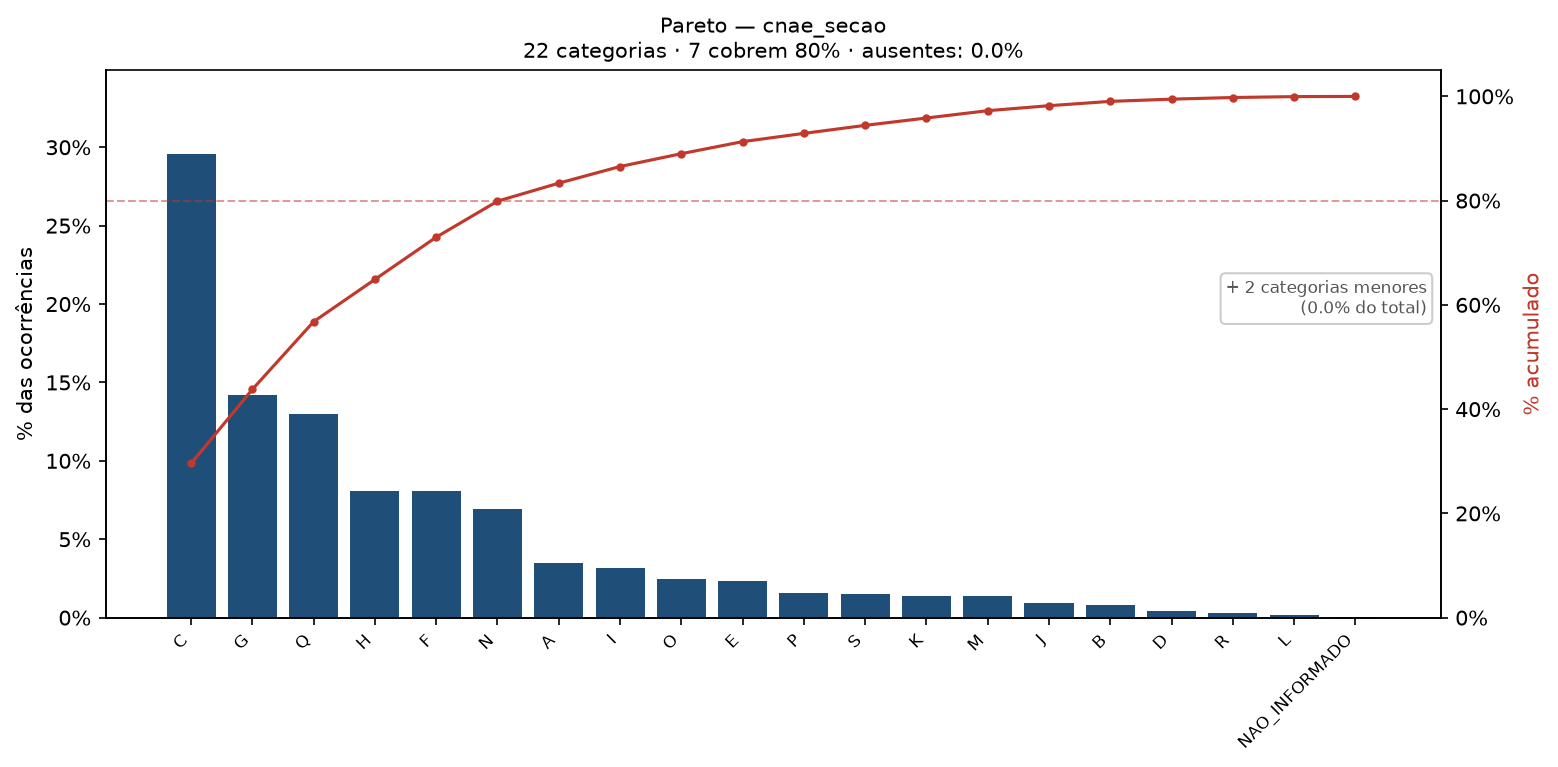 Pareto — cnae_secao
22 categorias · 7 cobrem 80% · ausentes: 0.0%
% das ocorrências
30%
25%
20%
15%
10%
5%
0%
100%
80%
60%
40%
20%
0%
% acumulado
+ 2 categorias menores
(0.0% do total)
C
G
Q
H
F
N
A
I
O
E
P
S
K
M
J
B
D
R
L
NAO_INFORMADO